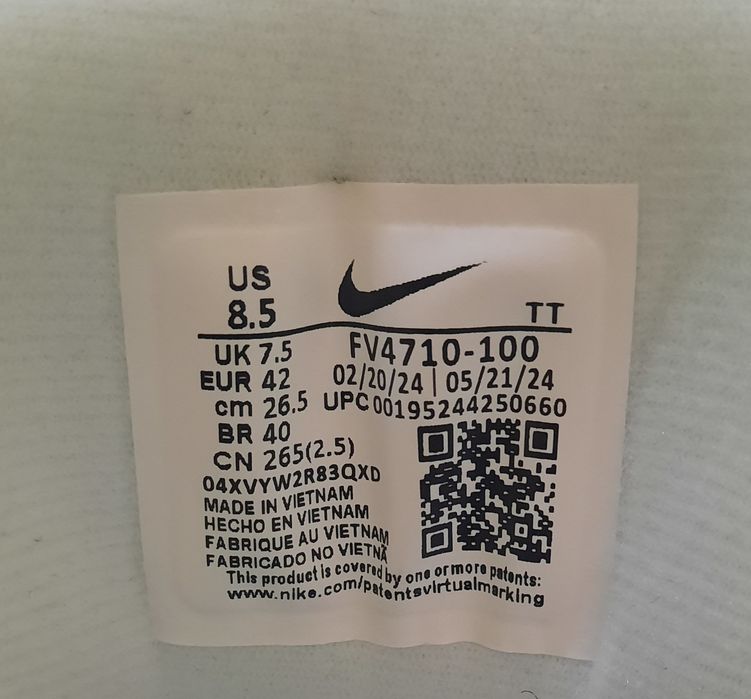 US
8.5
TT
UK 7.5
FV4710-100
EUR 42
02/20/24 | 05/21/24
cm 26.5
UPC 00195244250660
BR 40
CN 265(2.5)
04XVYW2R83QXD
MADE IN VIETNAM
HECHO EN VIETNAM
FABRIQUE AU VIETNAM
FABRICADO NO VIETNÃ
This product is covered by one or more patents:
www.nike.com/patentsvirtualmarking